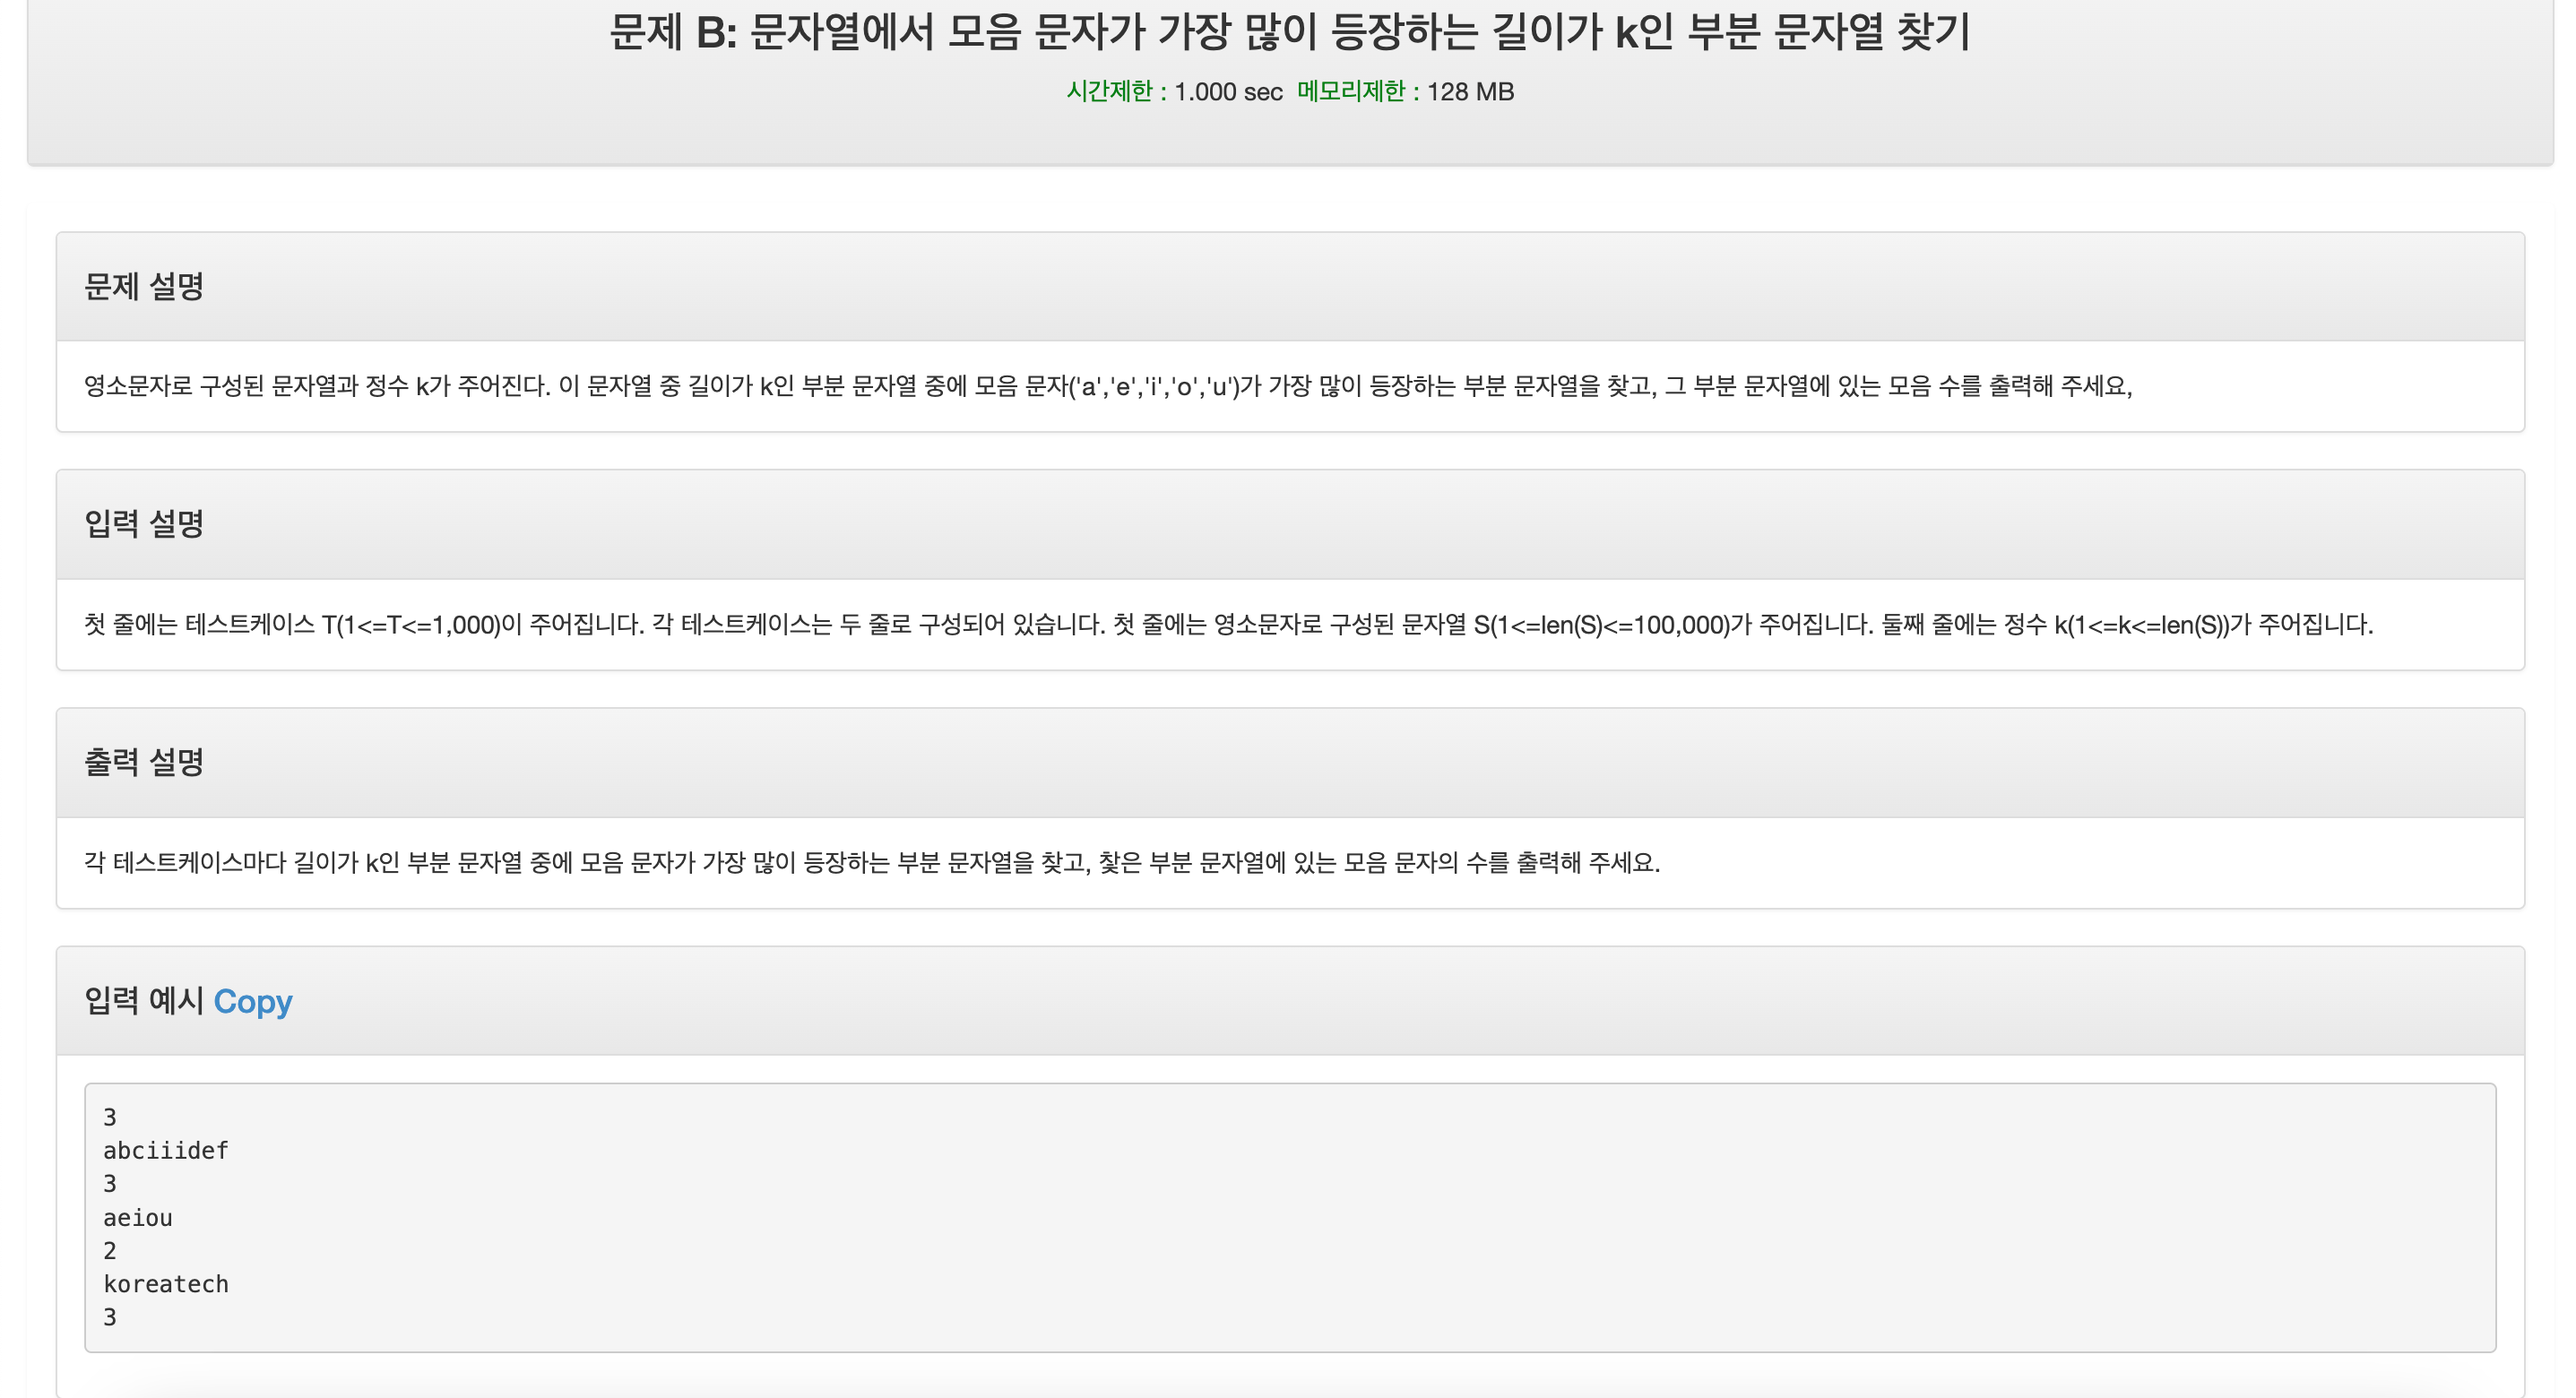 문제 B: 문자열에서 모음 문자가 가장 많이 등장하는 길이가 k인 부분 문자열 찾기
시간제한 : 1.000 sec 메모리제한 : 128 MB
문제 설명
영소문자로 구성된 문자열과 정수 k가 주어진다. 이 문자열 중 길이가 k인 부분 문자열 중에 모음 문자('a','e','i','o','u')가 가장 많이 등장하는 부분 문자열을 찾고, 그 부분 문자열에 있는 모음 수를 출력해 주세요,
입력 설명
첫 줄에는 테스트케이스 T(1<=T<=1,000)이 주어집니다. 각 테스트케이스는 두 줄로 구성되어 있습니다. 첫 줄에는 영소문자로 구성된 문자열 S(1<=len(S)<=100,000)가 주어집니다. 둘째 줄에는 정수 k(1<=k<=len(S))가 주어집니다.
출력 설명
각 테스트케이스마다 길이가 k인 부분 문자열 중에 모음 문자가 가장 많이 등장하는 부분 문자열을 찾고, 찿은 부분 문자열에 있는 모음 문자의 수를 출력해 주세요.
입력 예시 Copy
3
abciiidef
3
aeiou
2
koreatech
3